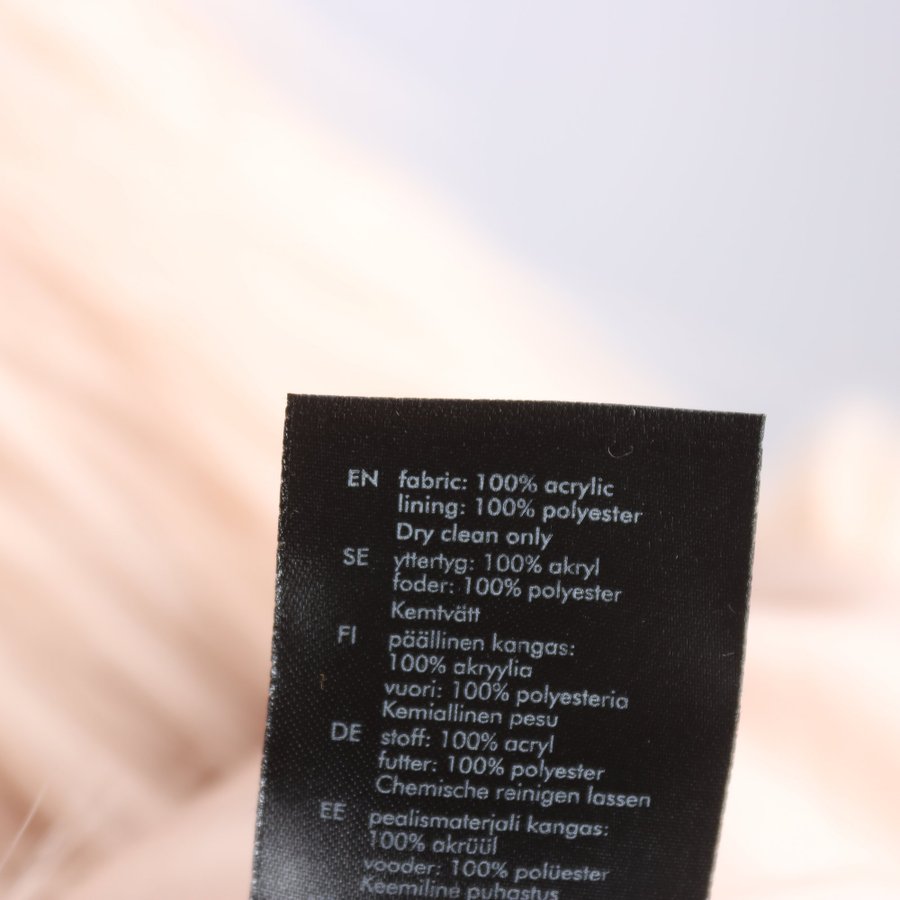 EN fabric: 100% acrylic
lining: 100% polyester
Dry clean only
SE yttertyg: 100% akryl
foder: 100% polyester
Kemtvätt
FI päällinen kangas:
100% akryylia
vuori: 100% polyesteria
Kemiallinen pesu
DE stoff: 100% acryl
futter: 100% polyester
Chemische reinigen lassen
EE pealismaterjali kangas:
100% akrüül
vooder: 100% polüester
Keemiline puhastus